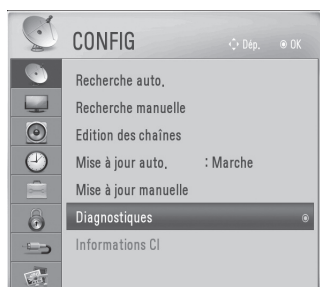 CONFIG Dép. OK
Recherche auto.
Recherche manuelle
Edition des chaînes
Mise à jour auto. : Marche
Mise à jour manuelle
Diagnostiques
Informations CI